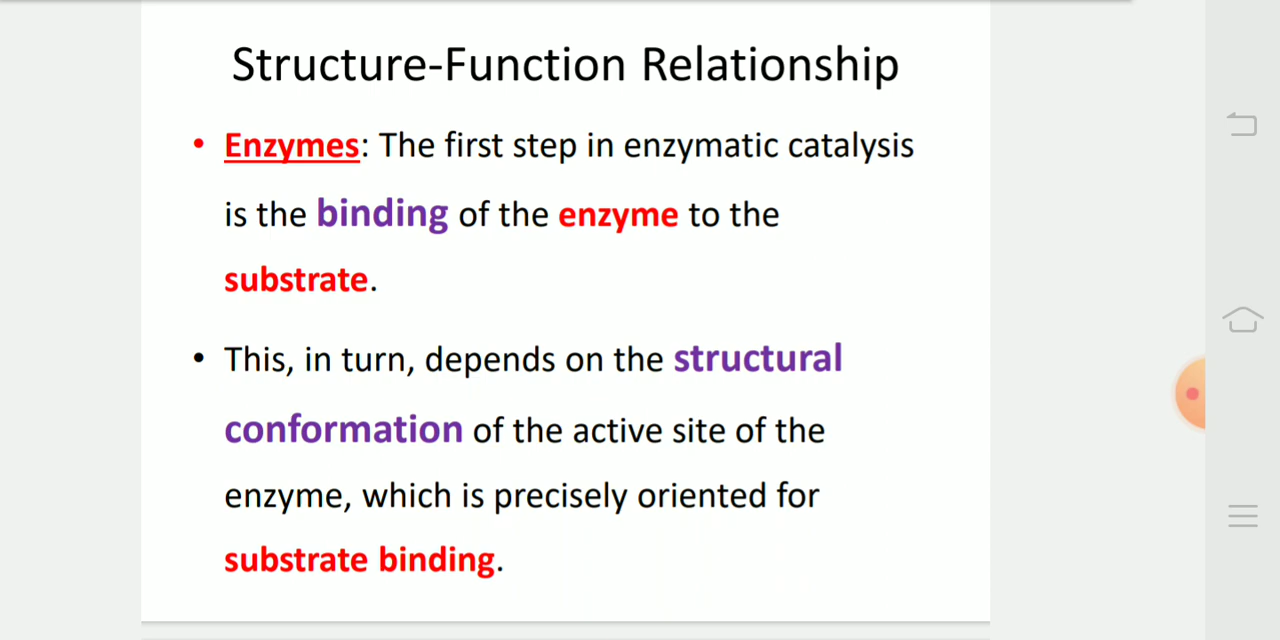 Structure-Function Relationship
• Enzymes: The first step in enzymatic catalysis
is the binding of the enzyme to the
substrate.
• This, in turn, depends on the structural
conformation of the active site of the
enzyme, which is precisely oriented for
substrate binding.